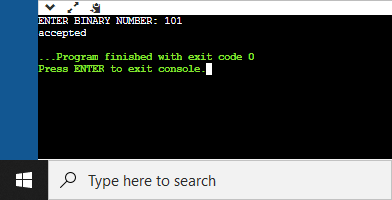 ENTER BINARY NUMBER: 101
accepted
...Program finished with exit code 0
Press ENTER to exit console.
Type here to search